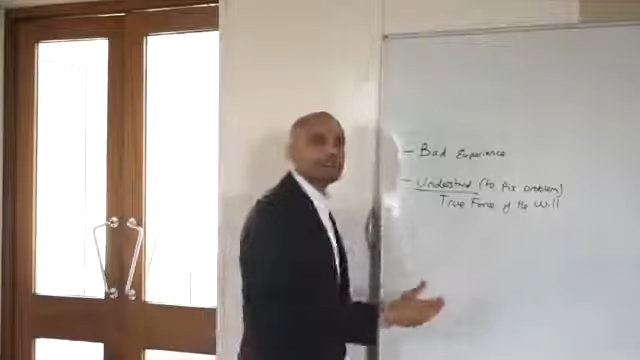 - Bad Experience
- Understand (to fix problem)
True Force of the Will